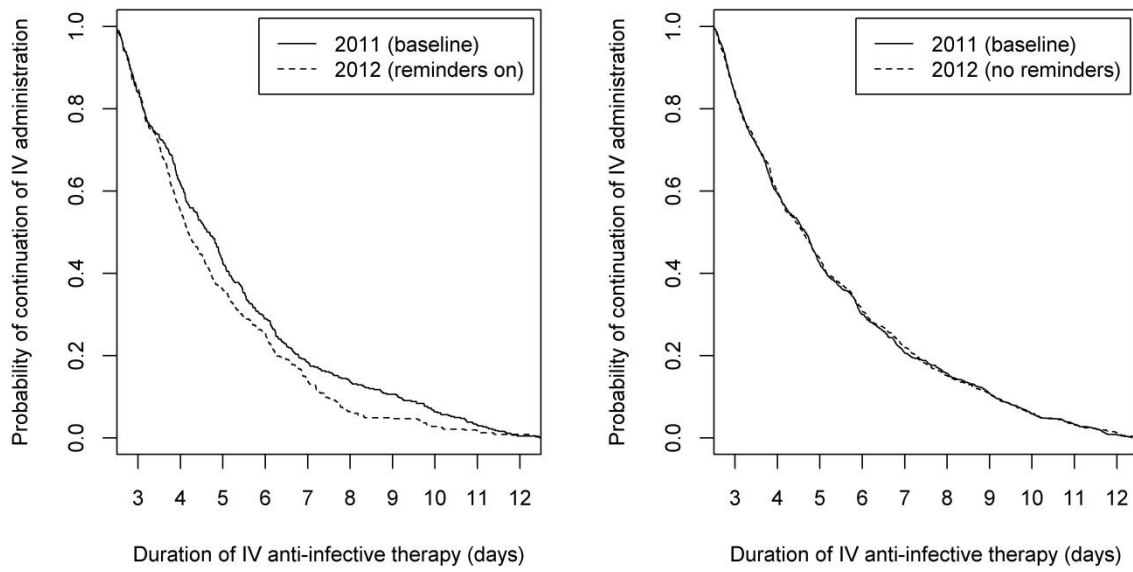 2011 (baseline)
2012 (reminders on)
Probability of continuation of IV administration
1.0
0.8
0.6
0.4
0.2
0.0
3 4 5 6 7 8 9 10 11 12
Duration of IV anti-infective therapy (days)
2011 (baseline)
2012 (no reminders)
Probability of continuation of IV administration
1.0
0.8
0.6
0.4
0.2
0.0
3 4 5 6 7 8 9 10 11 12
Duration of IV anti-infective therapy (days)